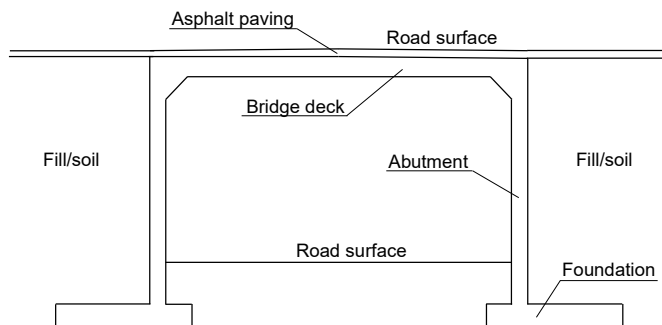 Asphalt paving
Road surface
Bridge deck
Fill/soil
Abutment
Fill/soil
Road surface
Foundation